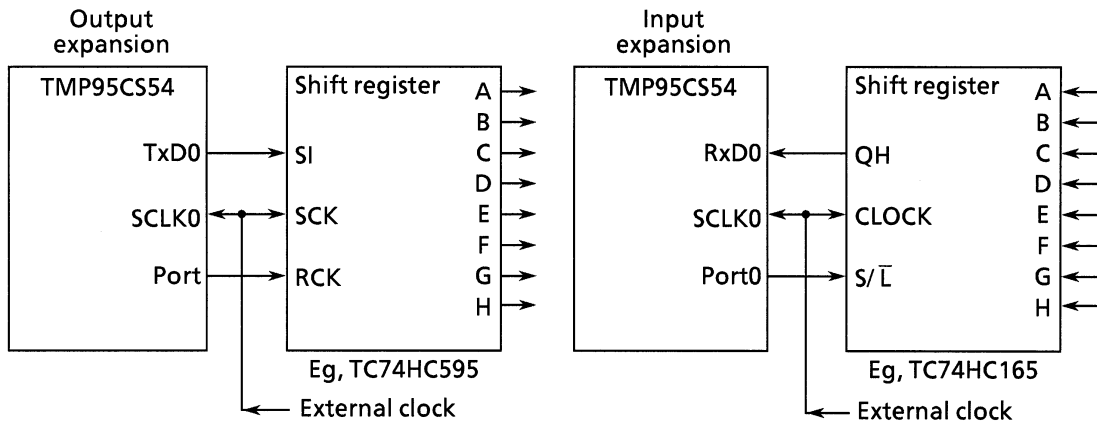 Output
expansion
TMP95CS54
TxD0
SCLK0
Port
Shift register
SI
SCK
RCK
A
B
C
D
E
F
G
H
Eg, TC74HC595
External clock
Input
expansion
TMP95CS54
RxD0
SCLK0
Port0
Shift register
QH
CLOCK
S/L̅
A
B
C
D
E
F
G
H
Eg, TC74HC165
External clock